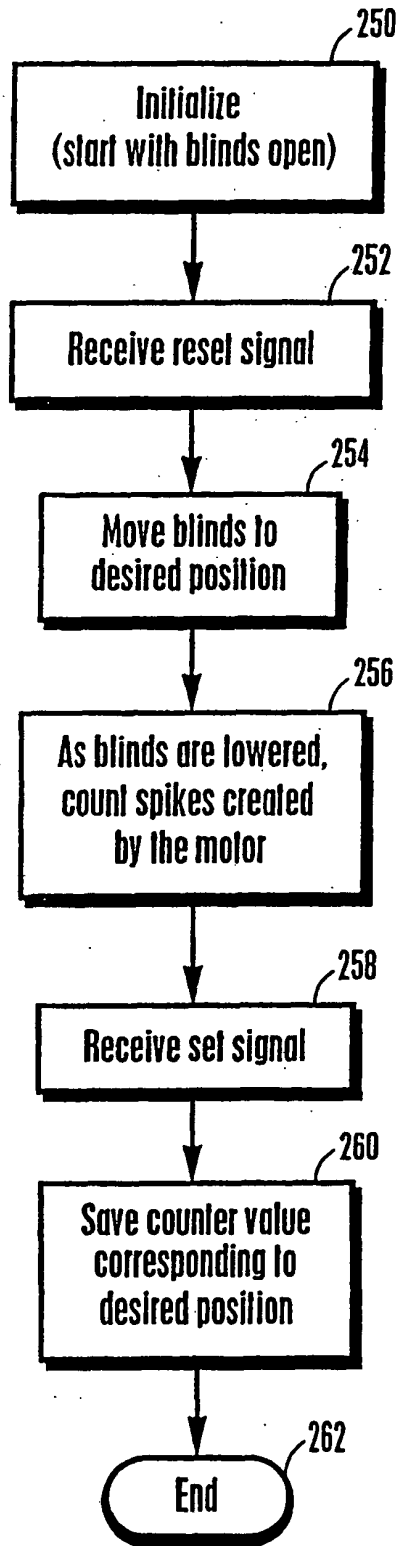 250
Initialize
(start with blinds open)
252
Receive reset signal
254
Move blinds to
desired position
256
As blinds are lowered,
count spikes created
by the motor
258
Receive set signal
260
Save counter value
corresponding to
desired position
262
End